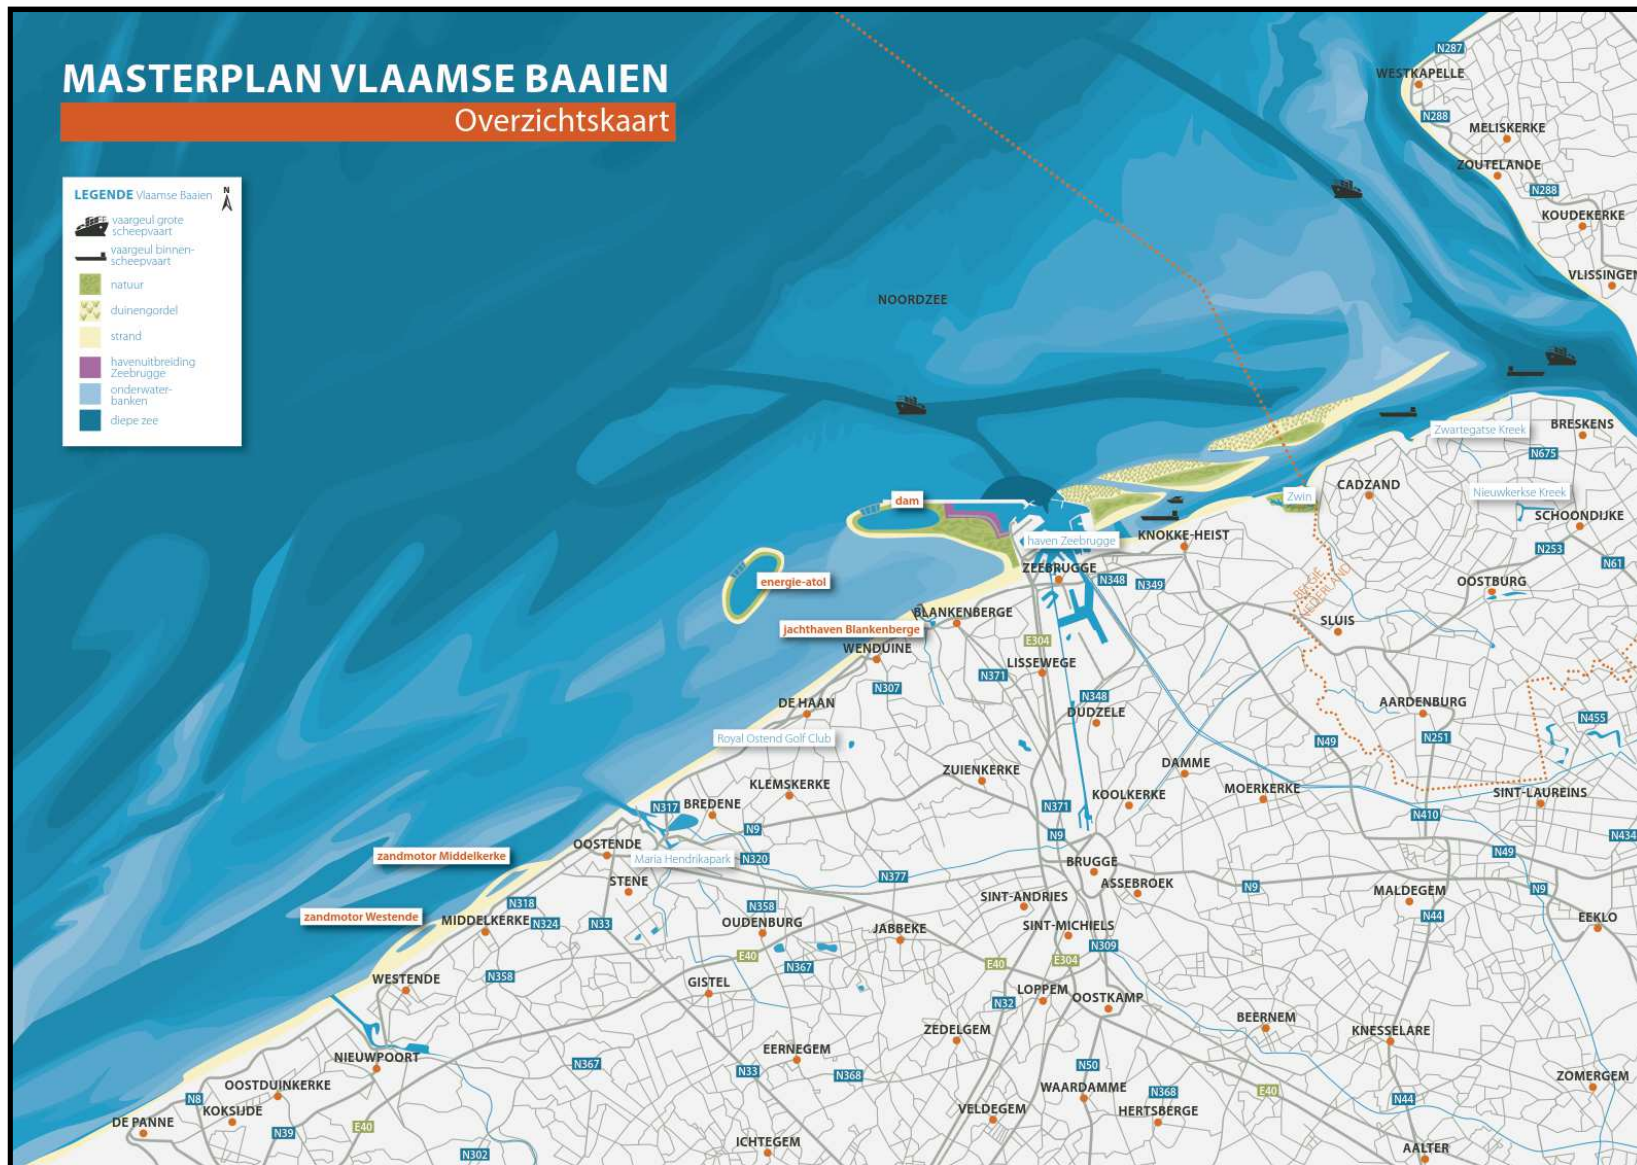 MASTERPLAN VLAAMSE BAAIEN
Overzichtskaart
LEGENDE Vlaamse Baaien
N
vaargeul grote
scheepvaart
vaargeul binnen-
scheepvaart
natuur
duinengordel
strand
havenuitbreiding
Zeebrugge
onderwater-
banken
diepe zee
N287
WESTKAPELLE
N288
MELISKERKE
ZOUTELANDE
N288
KOUDEKERKE
VLISSINGEN
NOORDZEE
Zwartegatse Kreek
BRESKENS
N675
CADZAND
Zwin
Nieuwkerkse Kreek
SCHOONDIJKE
dam
haven Zeebrugge
KNOKKE-HEIST
N253
N61
ZEEBRUGGE
N348
N349
BELGIË
NEDERLAND
OOSTBURG
energie-atol
BLANKENBERGE
SLUIS
jachthaven Blankenberge
E304
WENDUINE
LISSEWEGE
N307
N371
N348
DE HAAN
DUDZELE
AARDENBURG
N455
Royal Ostend Golf Club
N49
N251
DAMME
ZUIENKERKE
KLEMSKERKE
KOOLKERKE
MOERKERKE
SINT-LAUREINS
N317
BREDENE
N371
N410
N9
N9
N434
OOSTENDE
zandmotor Middelkerke
Maria Hendrikapark
N320
BRUGGE
N49
N377
STENE
ASSEBROEK
N9
MALDEGEM
N9
SINT-ANDRIES
N318
N358
zandmotor Westende
MIDDELKERKE
N324
N33
OUDENBURG
JABBEKE
SINT-MICHIELS
N44
EEKLO
N309
E40
N367
E40
E304
WESTENDE
N358
GISTEL
LOPPEM
OOSTKAMP
N32
BEERNEM
ZEDELGEM
KNESSELARE
NIEUWPOORT
EERNEGEM
N367
N33
N368
N50
ZOMERGEM
OOSTDUINKERKE
WAARDAMME
N368
E40
N8
KOKSIJDE
VELDEGEM
HERTSBERGE
N44
DE PANNE
N39
E40
ICHTEGEM
AALTER
N302